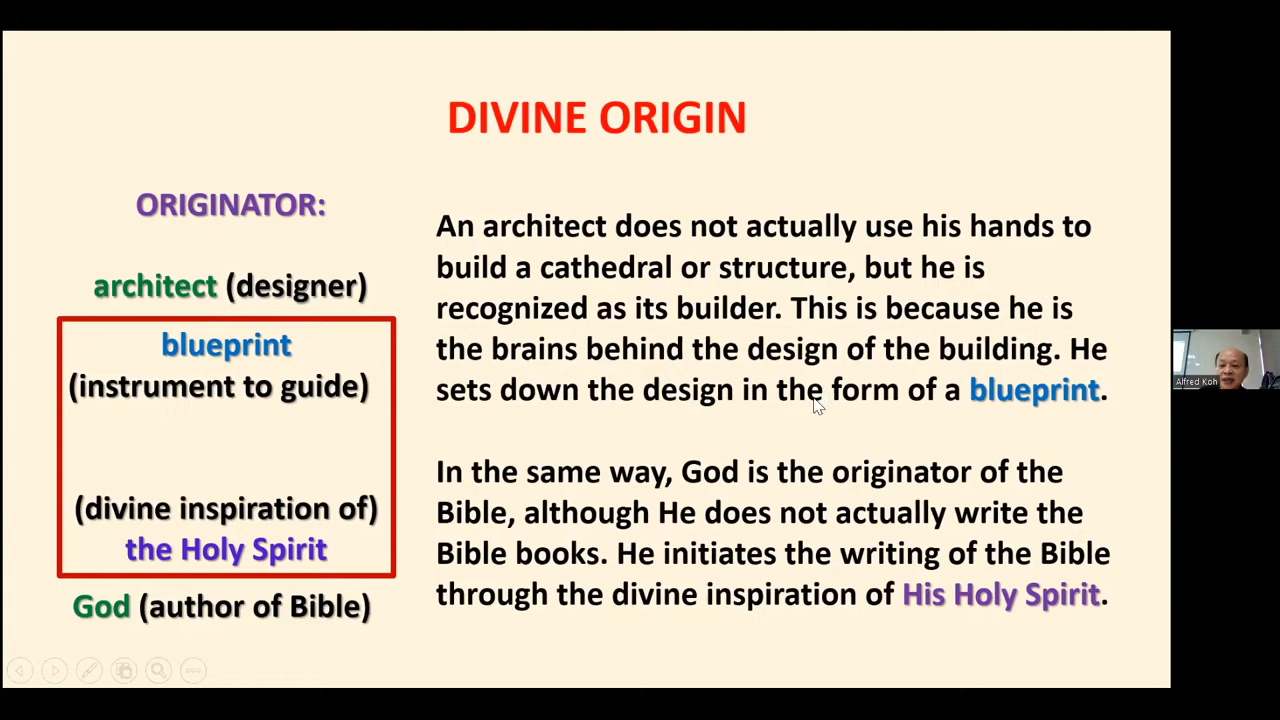 DIVINE ORIGIN
ORIGINATOR:
architect (designer)
blueprint
(instrument to guide)
(divine inspiration of)
the Holy Spirit
God (author of Bible)
An architect does not actually use his hands to
build a cathedral or structure, but he is
recognized as its builder. This is because he is
the brains behind the design of the building. He
sets down the design in the form of a blueprint.
In the same way, God is the originator of the
Bible, although He does not actually write the
Bible books. He initiates the writing of the Bible
through the divine inspiration of His Holy Spirit.
Alfred Koh